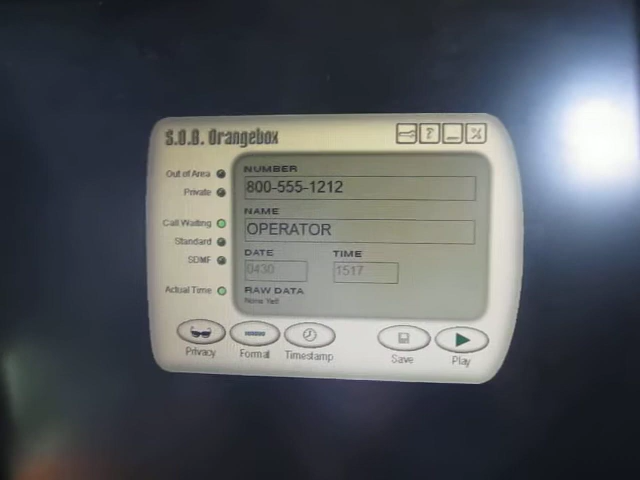 S.O.B. Orangebox
?
Out of Area
Private
Call Waiting
Standard
SDMF
Actual Time
NUMBER
800-555-1212
NAME
OPERATOR
DATE
TIME
0430
1517
RAW DATA
None Yet!
Privacy
Format
Timestamp
Save
Play